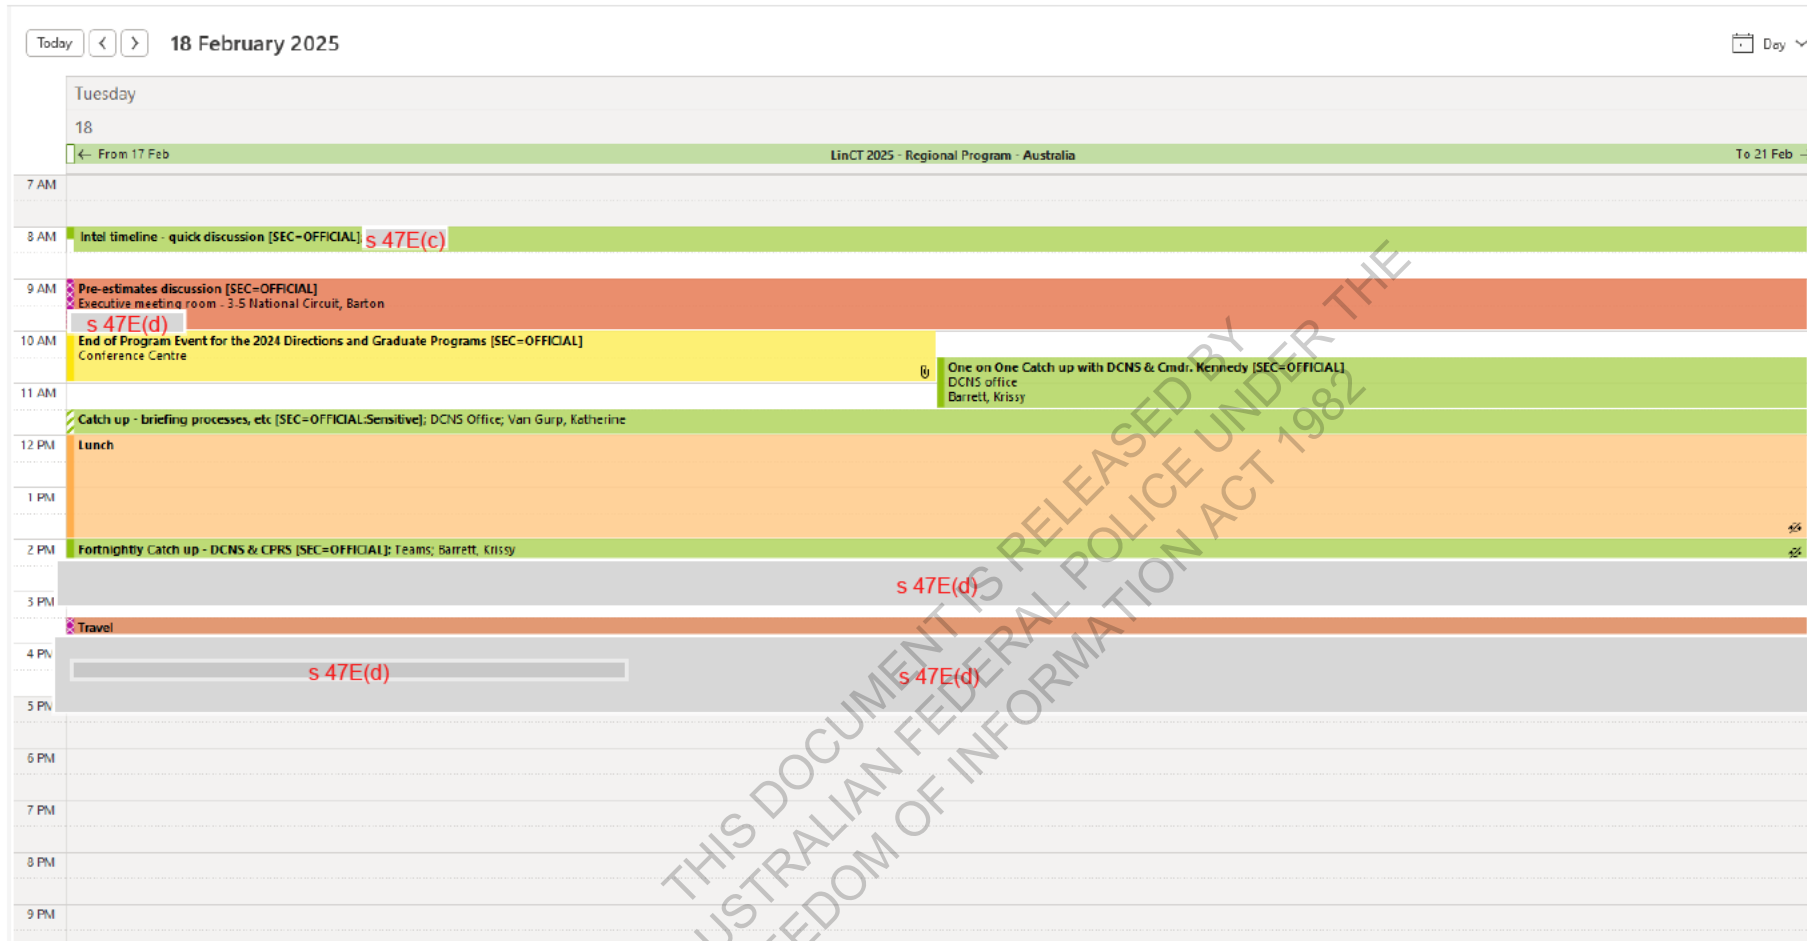 Today
18 February 2025
Day
Tuesday
18
← From 17 Feb
LinCT 2025 - Regional Program - Australia
To 21 Feb
7 AM
8 AM
Intel timeline - quick discussion [SEC=OFFICIAL];
s 47E(c)
9 AM
Pre-estimates discussion [SEC=OFFICIAL]
Executive meeting room - 3-5 National Circuit, Barton
s 47E(d)
10 AM
End of Program Event for the 2024 Directions and Graduate Programs [SEC=OFFICIAL]
Conference Centre
One on One Catch up with DCNS & Cmdr. Kennedy [SEC=OFFICIAL]
DCNS office
Barrett, Krissy
11 AM
Catch up - briefing processes, etc [SEC=OFFICIAL:Sensitive]; DCNS Office; Van Gurp, Katherine
12 PM
Lunch
1 PM
2 PM
Fortnightly Catch up - DCNS & CPRS [SEC=OFFICIAL]; Teams; Barrett, Krissy
s 47E(d)
3 PM
Travel
4 PM
s 47E(d)
s 47E(d)
5 PM
6 PM
7 PM
8 PM
9 PM
THIS DOCUMENT IS RELEASED BY
USTRALIAN FEDERAL POLICE UNDER THE
EEDOM OF INFORMATION ACT 1982